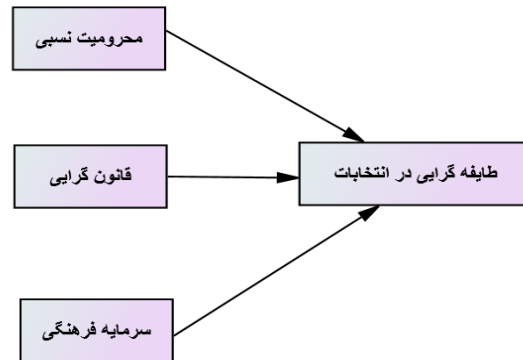 محرومیت نسبی
قانون گرایی
طایفه گرایی در انتخابات
سرمایه فرهنگی